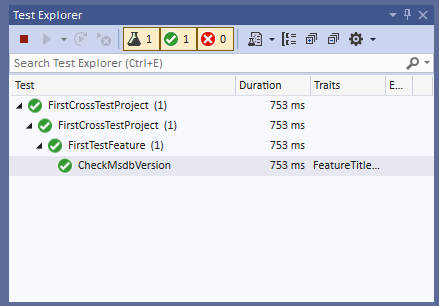 Test Explorer
1 1 0
Search Test Explorer (Ctrl+E)
Test Duration Traits E...
FirstCrossTestProject (1) 753 ms
FirstCrossTestProject (1) 753 ms
FirstTestFeature (1) 753 ms
CheckMsdbVersion 753 ms FeatureTitle...